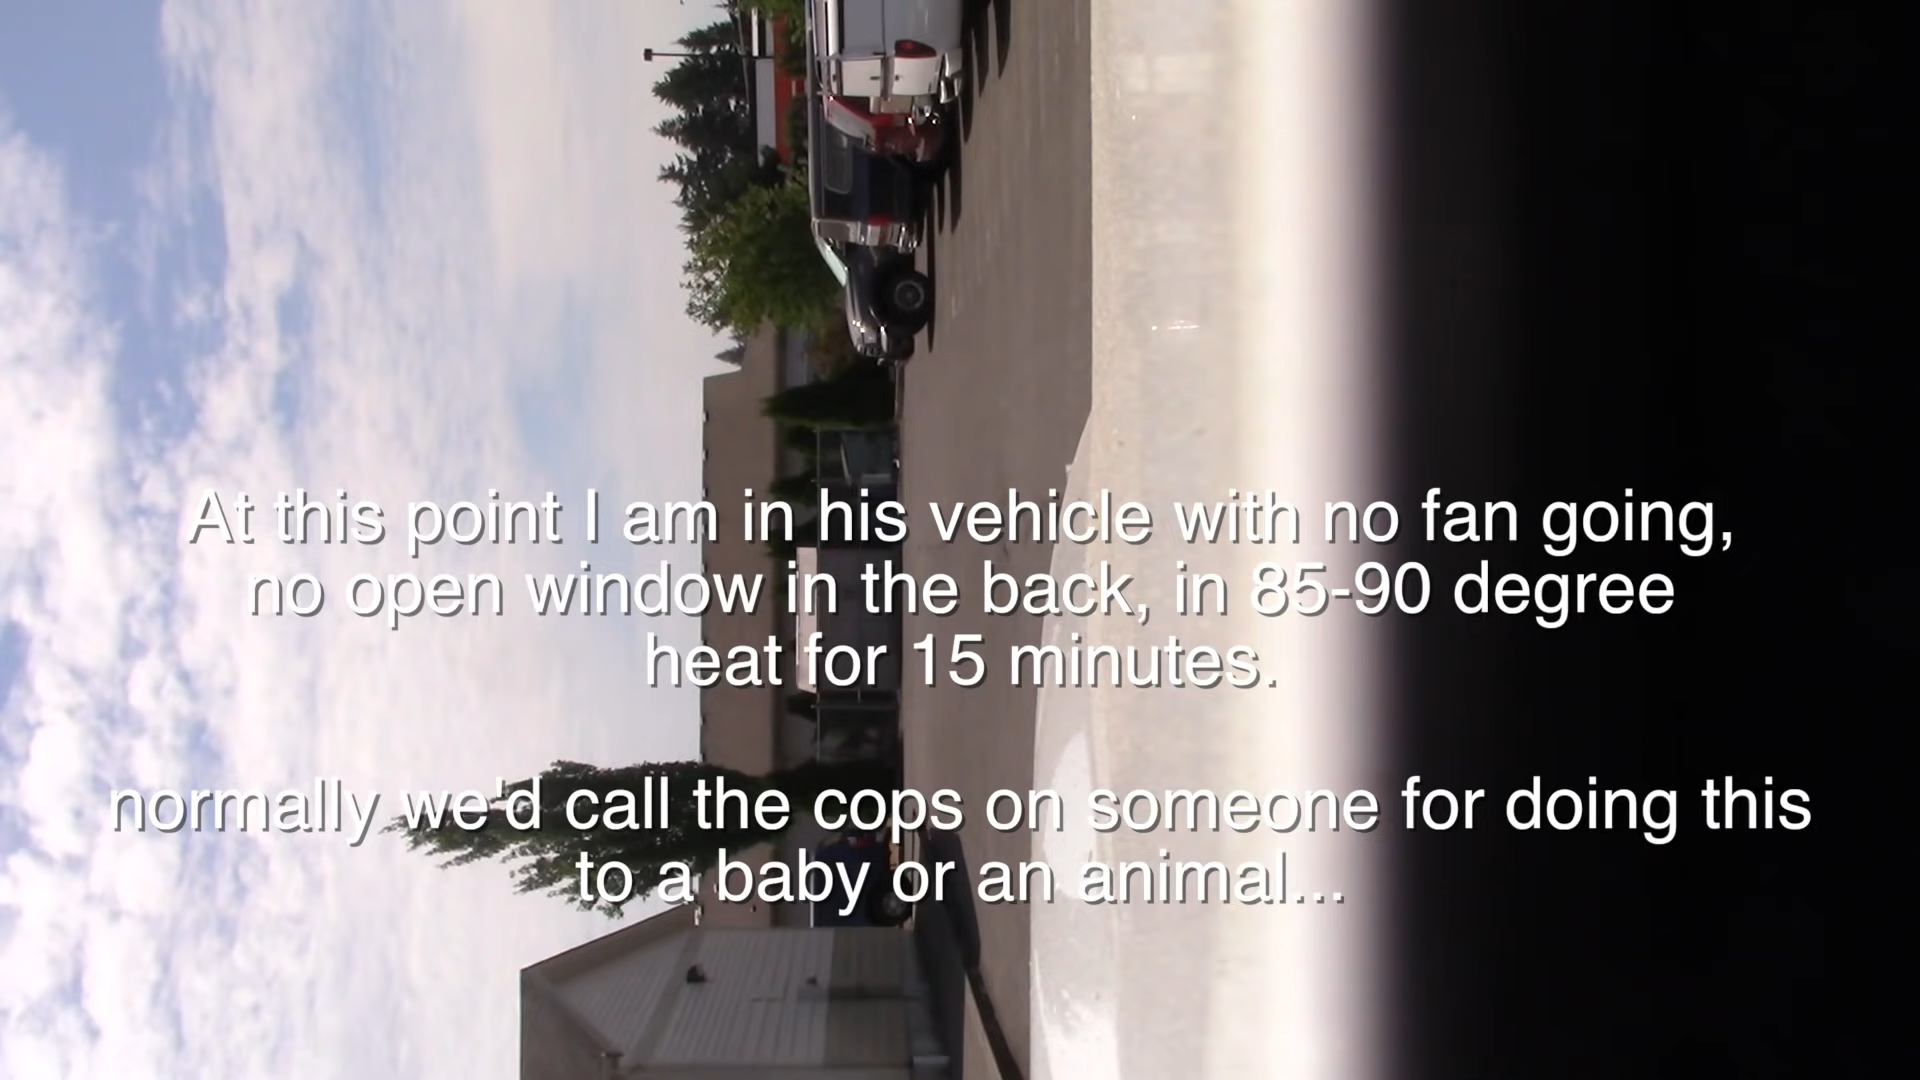 At this point I am in his vehicle with no fan going,
no open window in the back, in 85-90 degree
heat for 15 minutes.
normally we'd call the cops on someone for doing this
to a baby or an animal...